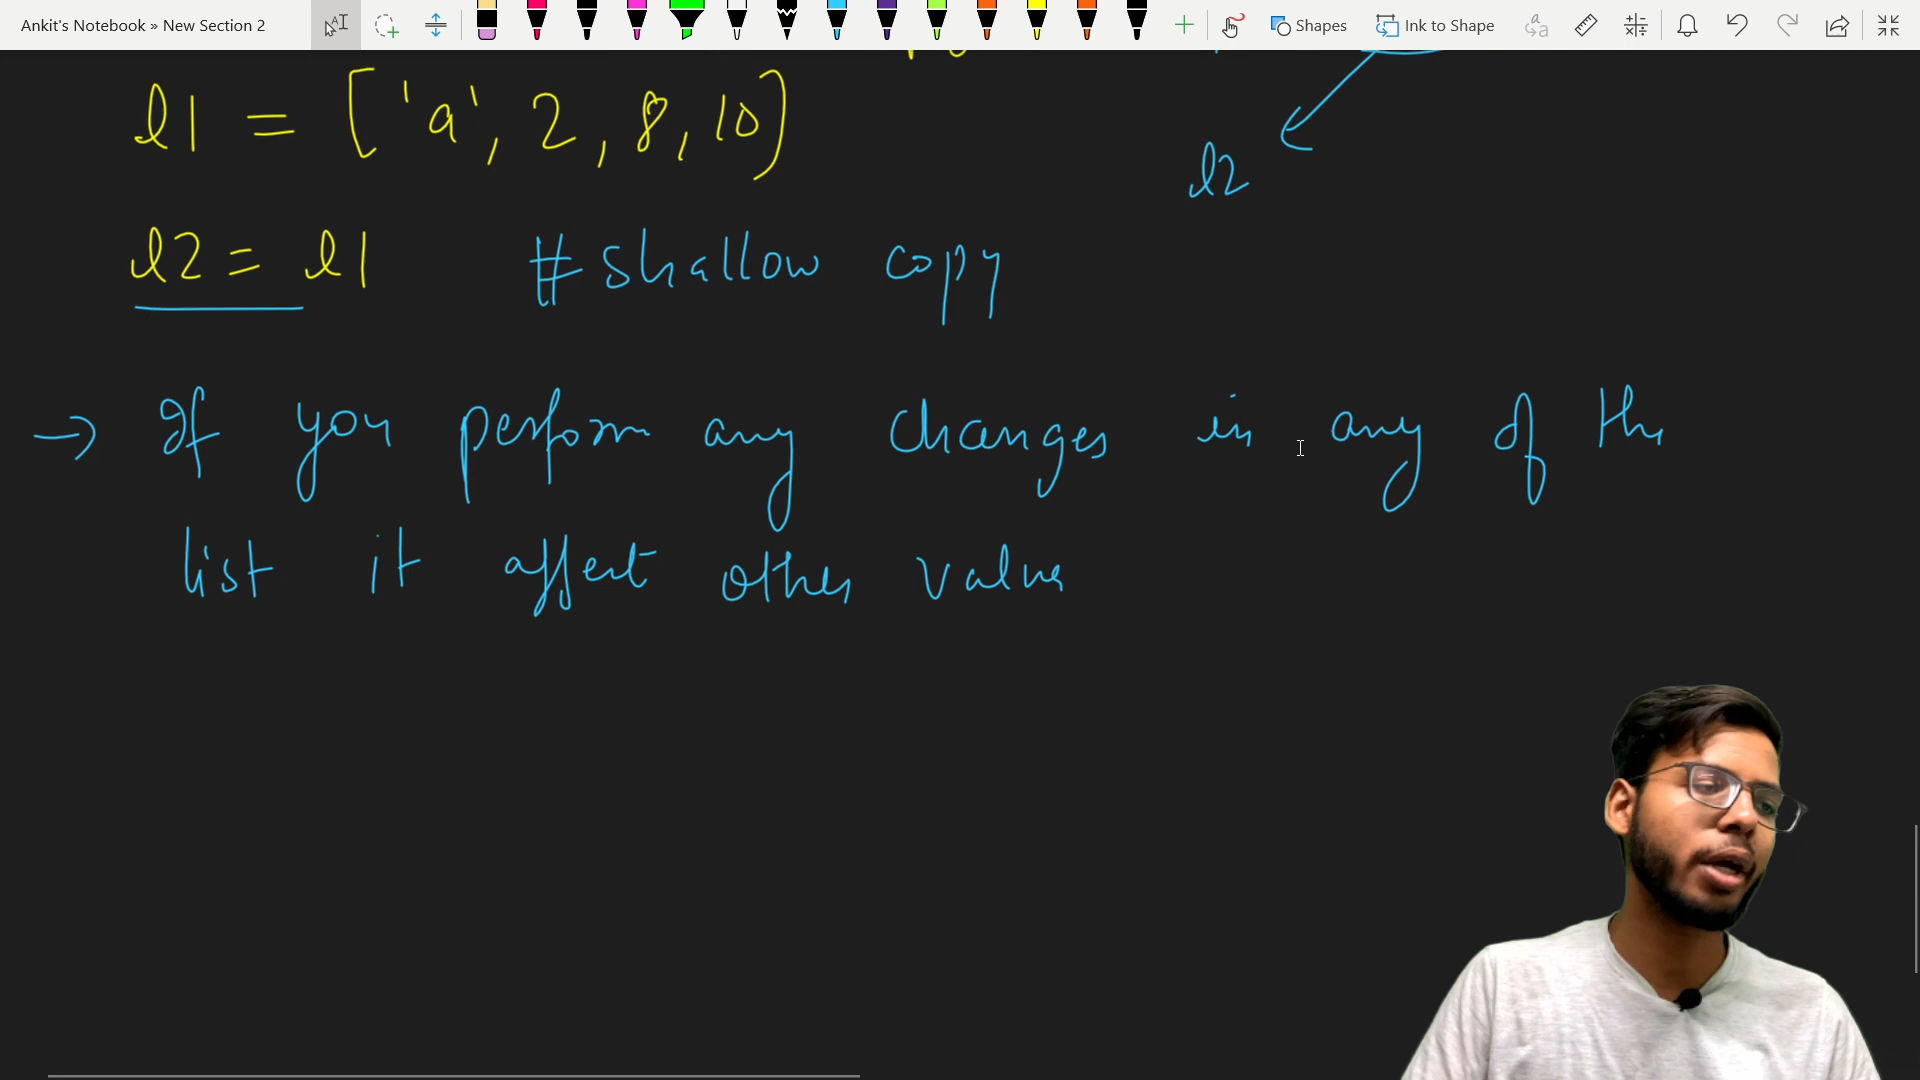 Ankit's Notebook » New Section 2
Shapes
Ink to Shape
l1 = ['a', 2, 8, 10]
l2
l2 = l1 # shallow copy
→ If you perform any changes in any of the
list it affect other value